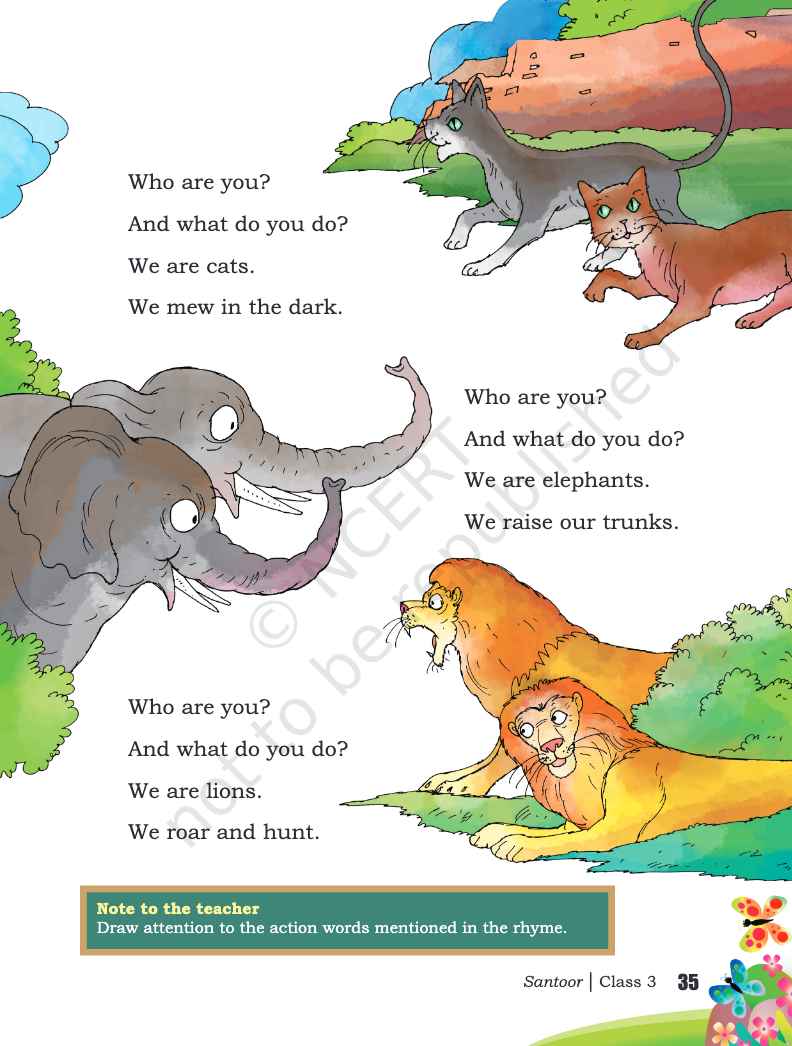 Who are you?
And what do you do?
We are cats.
We mew in the dark.
Who are you?
And what do you do?
We are elephants.
We raise our trunks.
Who are you?
And what do you do?
We are lions.
We roar and hunt.
© NCERT
not to be republished
Note to the teacher
Draw attention to the action words mentioned in the rhyme.
Santoor | Class 3 35